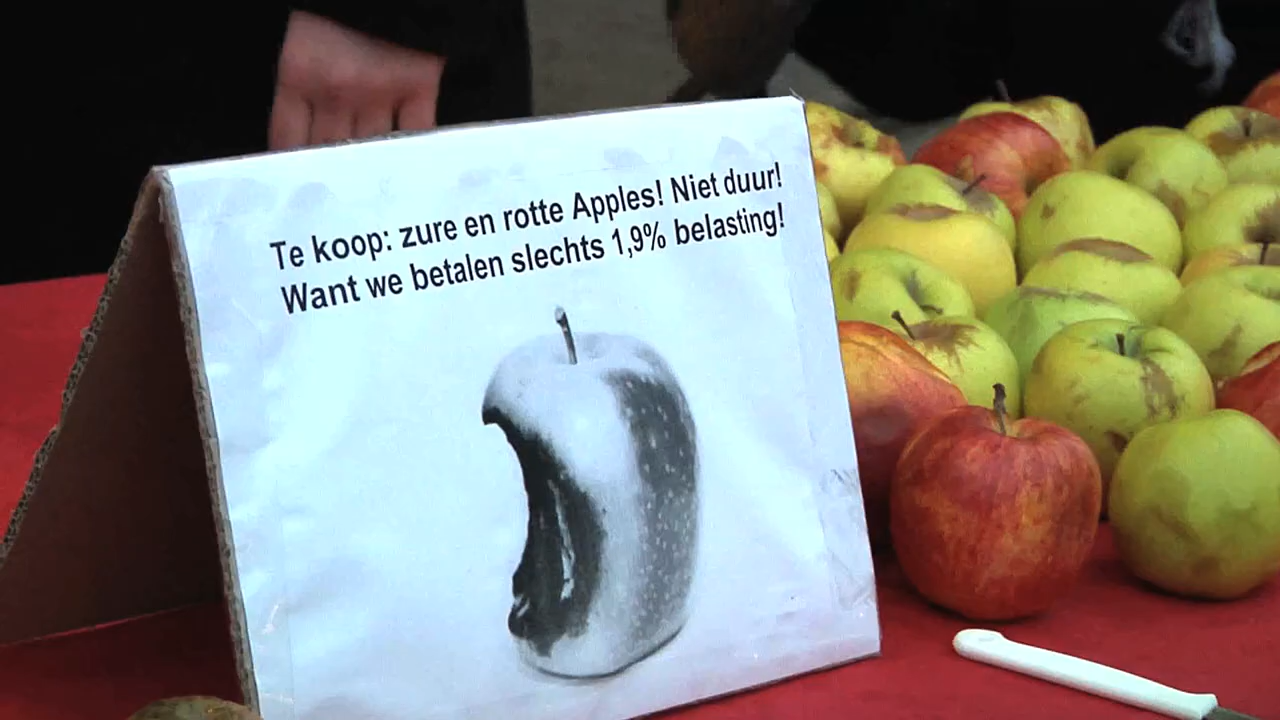 Te koop: zure en rotte Apples! Niet duur!
Want we betalen slechts 1,9% belasting!